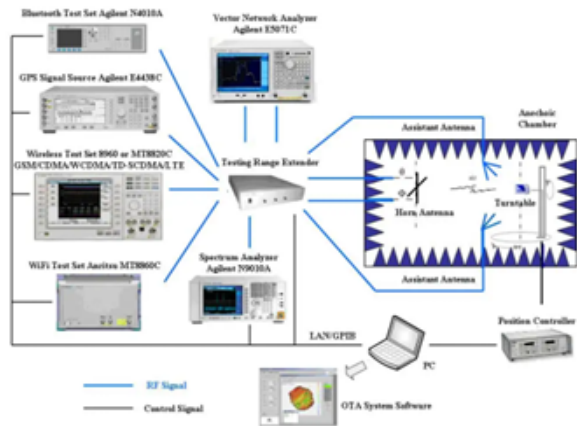 Bluetooth Test Set Agilent N4010A
Vector Network Analyzer
Agilent E5071C
GPS Signal Source Agilent E4438C
Anechoic
Chamber
Assistant Antenna
Wireless Test Set 8960 or MT8820C
GSM/CDMA/WCDMA/TD-SCDMA/LTE
Testing Range Extender
θ
Φ
Horn Antenna
Turntable
WiFi Test Set Anritsu MT8860C
Spectrum Analyzer
Agilent N9010A
Assistant Antenna
LAN/GPIB
Position Controller
PC
RF Signal
Control Signal
OTA System Software